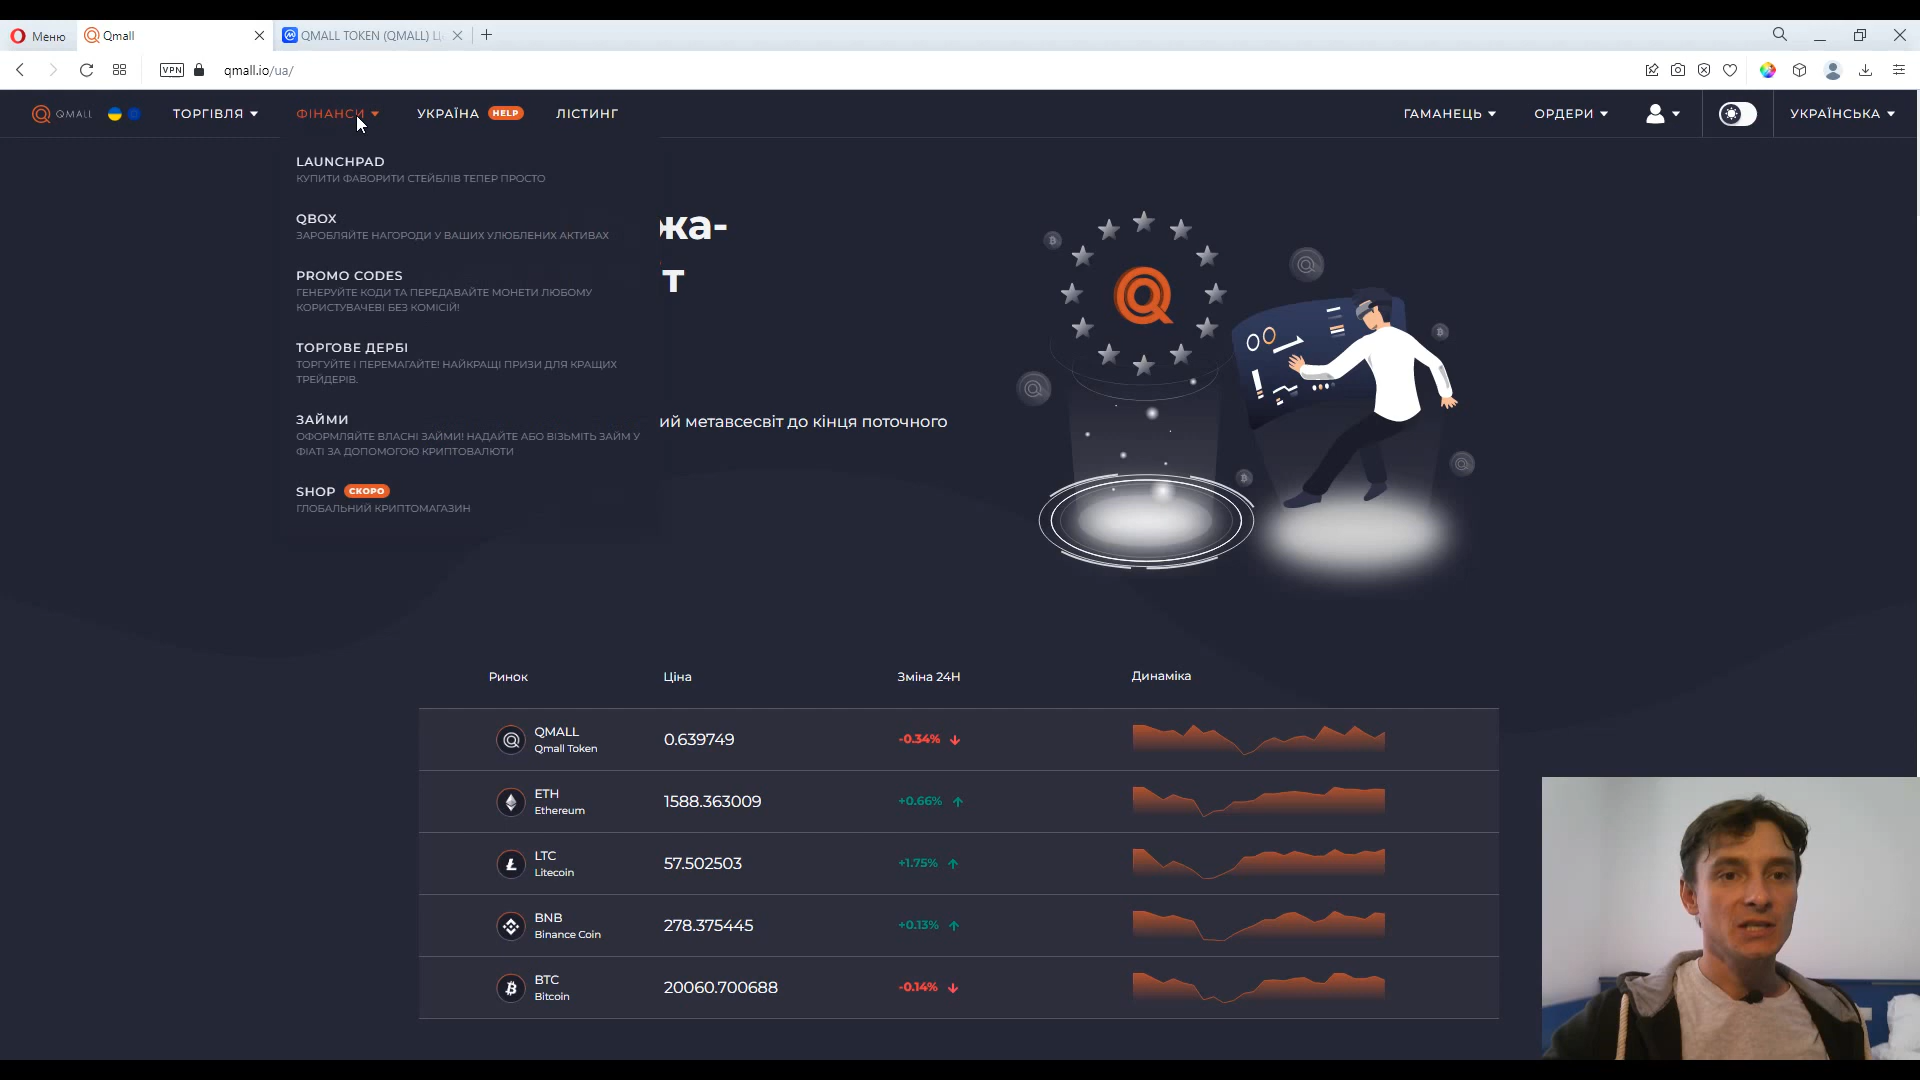 Меню
Qmall
QMALL TOKEN (QMALL) Ц
VPN
qmall.io/ua/
QMALL
ТОРГІВЛЯ
ФІНАНСИ
УКРАЇНА HELP
ЛІСТИНГ
ГАМАНЕЦЬ
ОРДЕРИ
УКРАЇНСЬКА
LAUNCHPAD
КУПИТИ ФАВОРИТИ СТЕЙБЛІВ ТЕПЕР ПРОСТО
QBOX
ЗАРОБЛЯЙТЕ НАГОРОДИ У ВАШИХ УЛЮБЛЕНИХ АКТИВАХ
PROMO CODES
ГЕНЕРУЙТЕ КОДИ ТА ПЕРЕДАВАЙТЕ МОНЕТИ ЛЮБОМУ
КОРИСТУВАЧЕВІ БЕЗ КОМІСІЙ!
ТОРГОВЕ ДЕРБІ
ТОРГУЙТЕ І ПЕРЕМАГАЙТЕ! НАЙКРАЩІ ПРИЗИ ДЛЯ КРАЩИХ
ТРЕЙДЕРІВ.
ЗАЙМИ
ОФОРМЛЯЙТЕ ВЛАСНІ ЗАЙМИ! НАДАЙТЕ АБО ВІЗЬМІТЬ ЗАЙМ У
ФІАТІ ЗА ДОПОМОГОЮ КРИПТОВАЛЮТИ
SHOP СКОРО
ГЛОБАЛЬНИЙ КРИПТОМАГАЗИН
жа-
т
ий метавсесвіт до кінця поточного
Ринок Ціна Зміна 24H Динаміка
QMALL
Qmall Token
0.639749
-0.34%
ETH
Ethereum
1588.363009
+0.66%
LTC
Litecoin
57.502503
+1.75%
BNB
Binance Coin
278.375445
+0.13%
BTC
Bitcoin
20060.700688
-0.14%